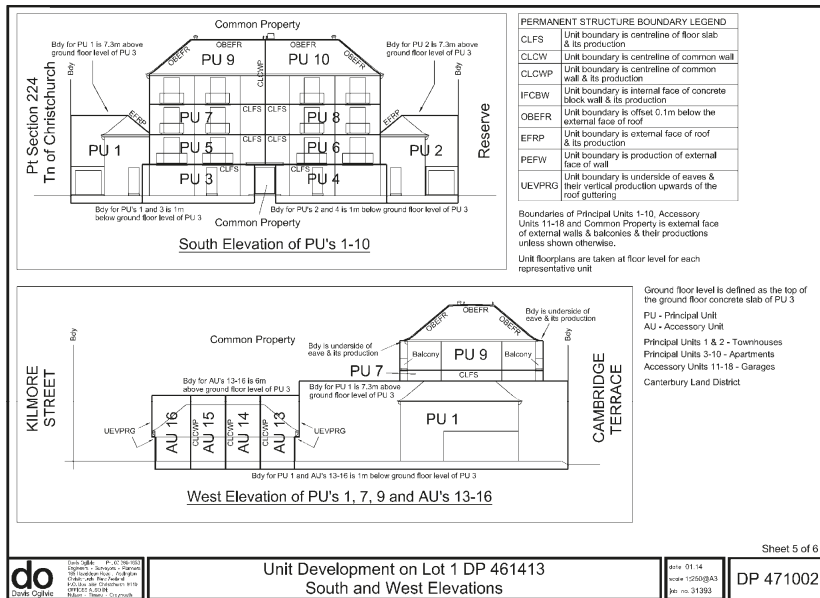 Common Property
Bdy for PU 1 is 7.3m above
ground floor level of PU 3
Bdy for PU 2 is 7.3m above
ground floor level of PU 3
OBEFR
OBEFR
OBEFR
OBEFR
PU 9
PU 10
CLCWP
Bdy
Bdy
Pt Section 224
Tn of Christchurch
Reserve
CLFS
CLFS
CLFS
CLFS
EFRP
EFRP
PU 7
PU 8
CLFS
CLFS
PU 1
PU 5
PU 6
PU 2
CLFS
CLFS
PU 3
PU 4
Bdy for PU's 1 and 3 is 1m
below ground floor level of PU 3
Bdy for PU's 2 and 4 is 1m below ground floor level of PU 3
Common Property
South Elevation of PU's 1-10
PERMANENT STRUCTURE BOUNDARY LEGEND
CLFS Unit boundary is centreline of floor slab
& its production
CLCW Unit boundary is centreline of common wall
CLCWP Unit boundary is centreline of common
wall & its production
IFCBW Unit boundary is internal face of concrete
block wall & its production
OBEFR Unit boundary is offset 0.1m below the
external face of roof
EFRP Unit boundary is external face of roof
& its production
PEFW Unit boundary is production of external
face of wall
UEVPRG Unit boundary is underside of eaves &
their vertical production upwards of the
roof guttering
Boundaries of Principal Units 1-10, Accessory
Units 11-18 and Common Property is external face
of external walls & balconies & their productions
unless shown otherwise.
Unit floorplans are taken at floor level for each
representative unit
Ground floor level is defined as the top of
the ground floor concrete slab of PU 3
PU - Principal Unit
AU - Accessory Unit
Principal Units 1 & 2 - Townhouses
Principal Units 3-10 - Apartments
Accessory Units 11-18 - Garages
Canterbury Land District
Bdy
Common Property
OBEFR
OBEFR
OBEFR
Bdy is underside of
eave & its production
Bdy is underside of
eave & its production
Bdy
Balcony
PU 9
Balcony
PU 7
CLFS
Bdy for AU's 13-16 is 6m
above ground floor level of PU 3
Bdy for PU 1 is 7.3m above
ground floor level of PU 3
KILMORE
STREET
CAMBRIDGE
TERRACE
UEVPRG
AU 16
CLCWP
AU 15
CLCWP
AU 14
CLCWP
AU 13
UEVPRG
PU 1
Bdy for PU 1 and AU's 13-16 is 1m below ground floor level of PU 3
West Elevation of PU's 1, 7, 9 and AU's 13-16
Sheet 5 of 6
do
Davis Ogilvie
Unit Development on Lot 1 DP 461413
South and West Elevations
date 01.14
scale 1:250@A3
job no. 31393
DP 471002